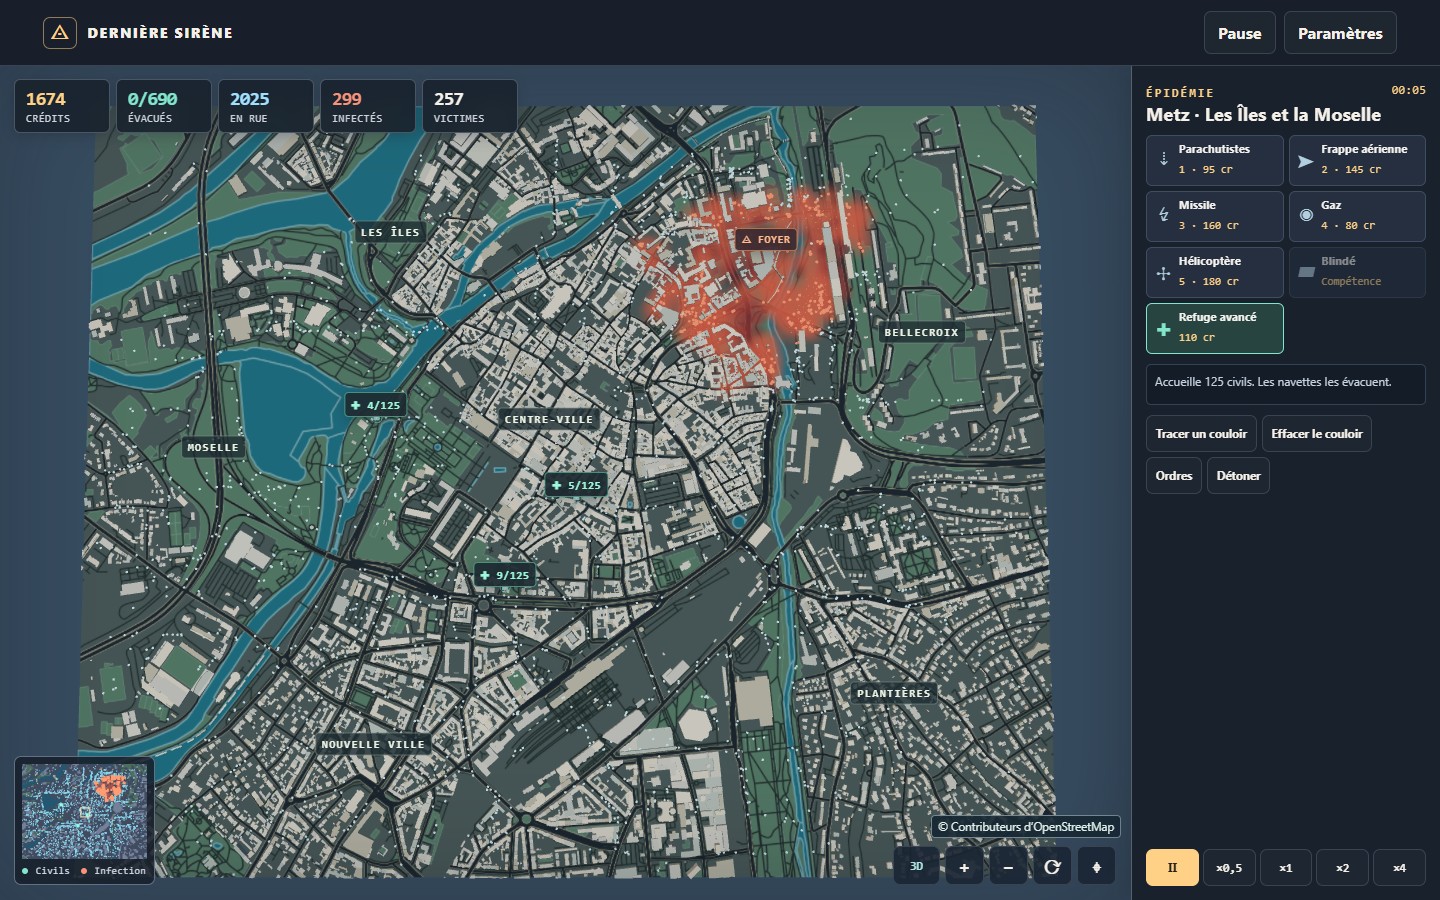 DERNIÈRE SIRÈNE
Pause
Paramètres
1674
CRÉDITS
0/690
ÉVACUÉS
2025
EN RUE
299
INFECTÉS
257
VICTIMES
ÉPIDÉMIE
00:05
Metz · Les Îles et la Moselle
Parachutistes
1 · 95 cr
Frappe aérienne
2 · 145 cr
Missile
3 · 160 cr
Gaz
4 · 80 cr
Hélicoptère
5 · 180 cr
Blindé
Compétence
Refuge avancé
110 cr
Accueille 125 civils. Les navettes les évacuent.
Tracer un couloir
Effacer le couloir
Ordres
Détoner
LES ÎLES
FOYER
BELLECROIX
4/125
CENTRE-VILLE
MOSELLE
5/125
9/125
PLANTIÈRES
NOUVELLE VILLE
Civils
Infection
© Contributeurs d'OpenStreetMap
3D
+
−
II
x0,5
x1
x2
x4